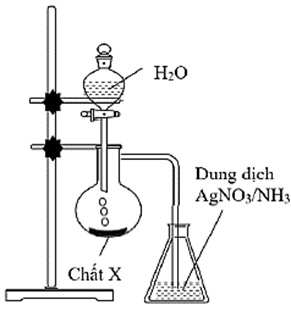 H2O
Dung dịch
AgNO3/NH3
Chất X